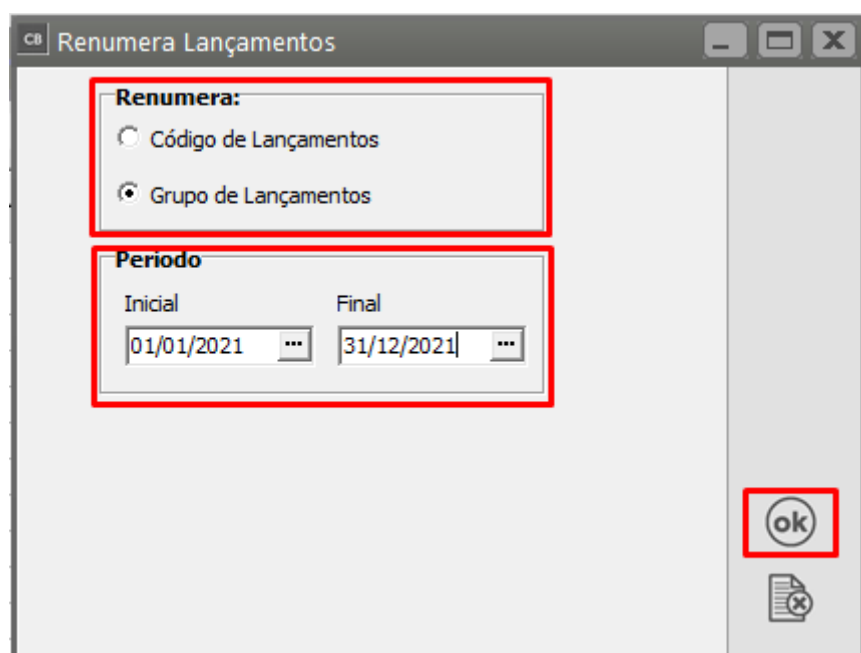 CB Renumera Lançamentos
Renumera:
Código de Lançamentos
Grupo de Lançamentos
Periodo
Inicial Final
01/01/2021 ... 31/12/2021 ...
ok